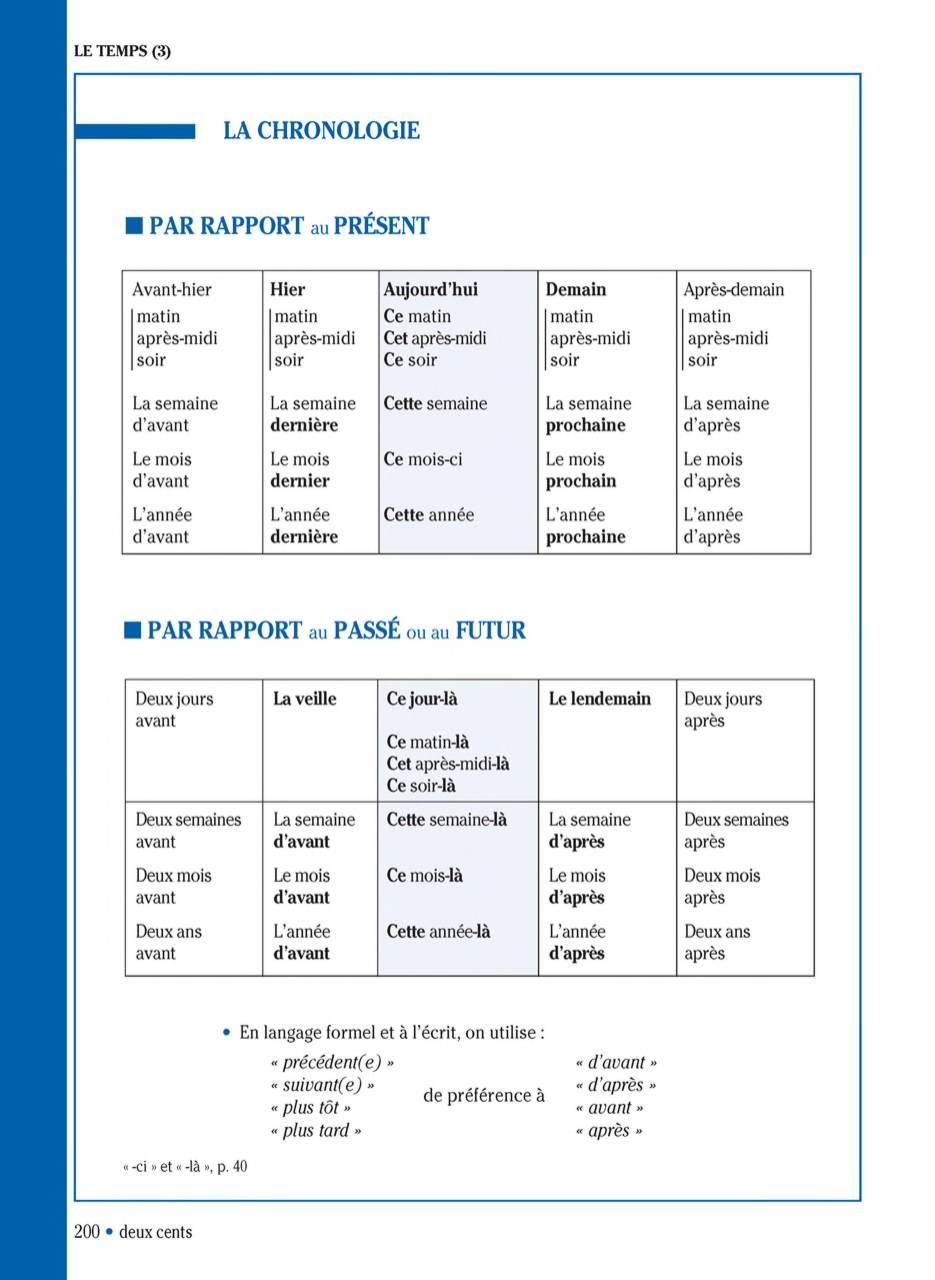 LE TEMPS (3)
LA CHRONOLOGIE
■ PAR RAPPORT au PRÉSENT
Avant-hier Hier Aujourd’hui Demain Après-demain
matin matin Ce matin matin matin
après-midi après-midi Cet après-midi après-midi après-midi
soir soir Ce soir soir soir
La semaine La semaine Cette semaine La semaine La semaine
d’avant dernière prochaine d’après
Le mois Le mois Ce mois-ci Le mois Le mois
d’avant dernier prochain d’après
L’année L’année Cette année L’année L’année
d’avant dernière prochaine d’après
■ PAR RAPPORT au PASSÉ ou au FUTUR
Deux jours La veille Ce jour-là Le lendemain Deux jours
avant après
Ce matin-là
Cet après-midi-là
Ce soir-là
Deux semaines La semaine Cette semaine-là La semaine Deux semaines
avant d’avant d’après après
Deux mois Le mois Ce mois-là Le mois Deux mois
avant d’avant d’après après
Deux ans L’année Cette année-là L’année Deux ans
avant d’avant d’après après
• En langage formel et à l’écrit, on utilise :
« précédent(e) » « d’avant »
« suivant(e) » « d’après »
de préférence à
« plus tôt » « avant »
« plus tard » « après »
« -ci » et « -là », p. 40
200 • deux cents